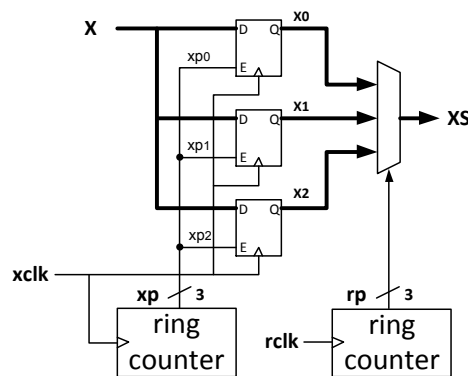 X0
X
D Q
xp0
E
X1
D Q
XS
xp1
E
X2
D Q
xp2
E
xclk
xp 3
rp 3
ring counter
rclk
ring counter